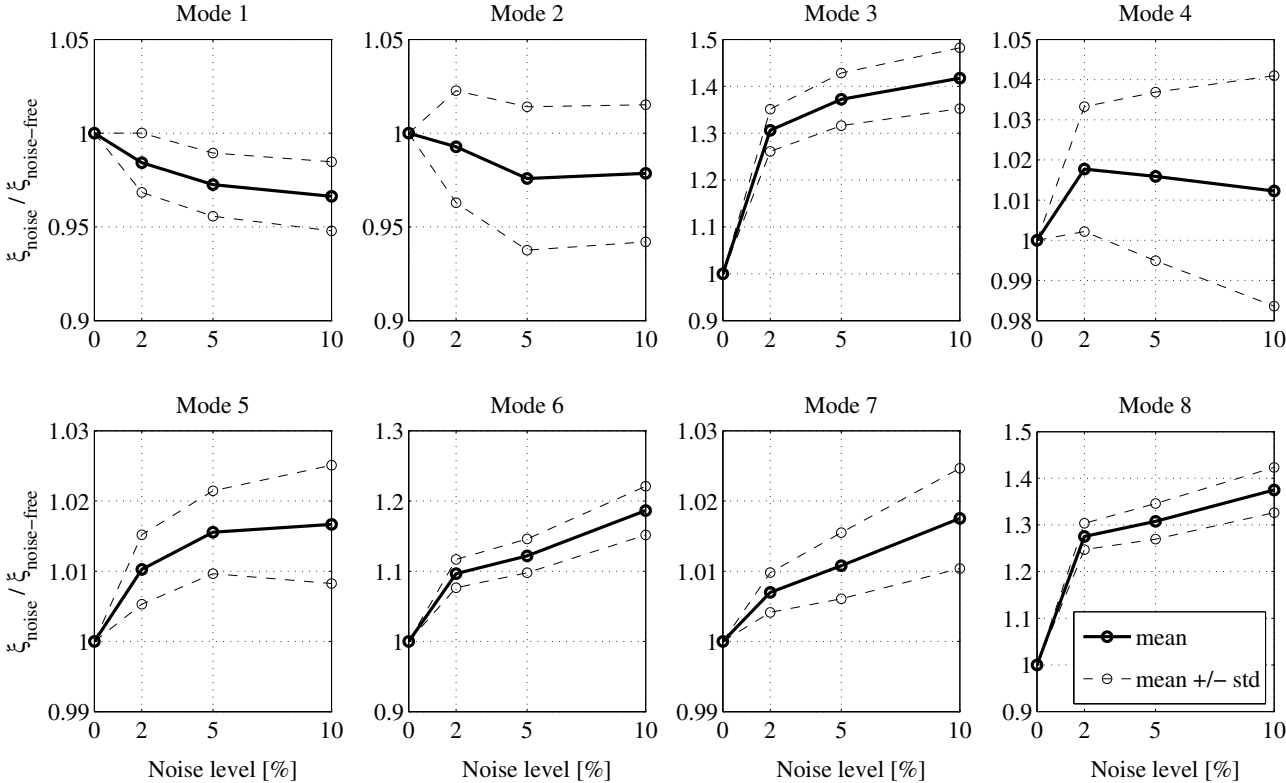 Mode 1 Mode 2 Mode 3 Mode 4
1.05 1.05 1.5 1.05
1.4 1.04
1.3 1.03
1 1 1.2 1.02
1.1 1.01
0.95 0.95 1 1
0.99
0.9 0.9 0.9 0.98
0 2 5 10 0 2 5 10 0 2 5 10 0 2 5 10
ξnoise / ξnoise−free
Mode 5 Mode 6 Mode 7 Mode 8
1.03 1.3 1.03 1.5
1.4
1.02 1.2 1.02 1.3
1.2
1.01 1.1 1.01 1.1
1 1 1 1
0.99 0.9 0.99 0.9
0 2 5 10 0 2 5 10 0 2 5 10 0 2 5 10
ξnoise / ξnoise−free
mean
mean +/− std
Noise level [%] Noise level [%] Noise level [%] Noise level [%]